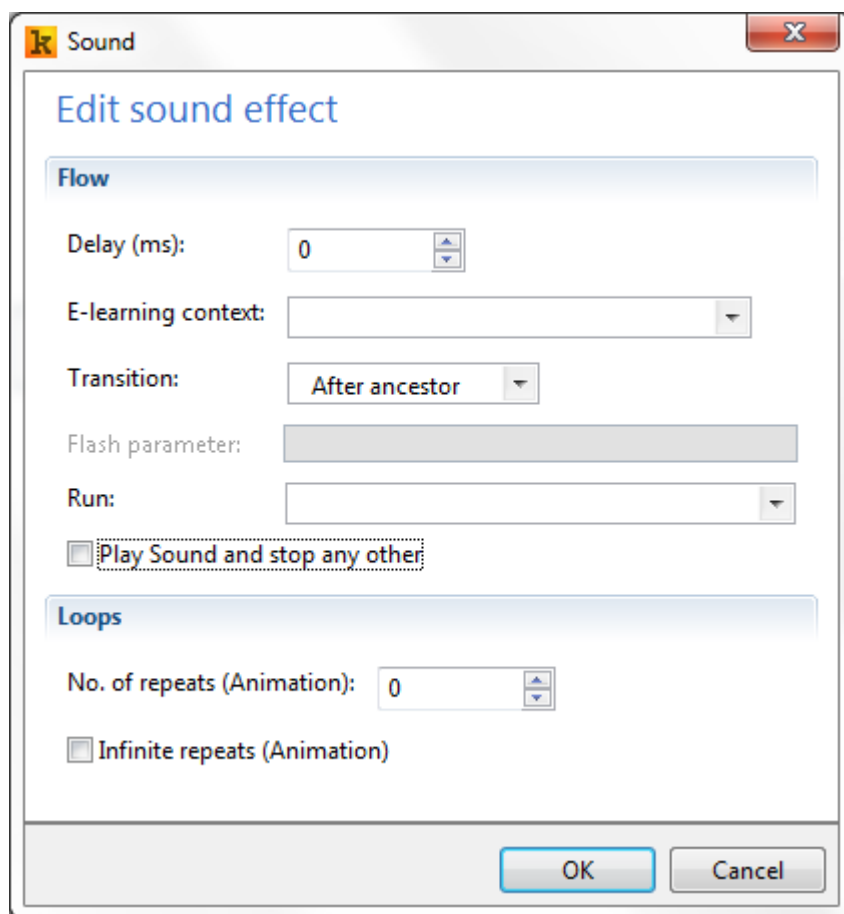 k Sound
Edit sound effect
Flow
Delay (ms): 0
E-learning context:
Transition: After ancestor
Flash parameter:
Run:
Play Sound and stop any other
Loops
No. of repeats (Animation): 0
Infinite repeats (Animation)
OK Cancel